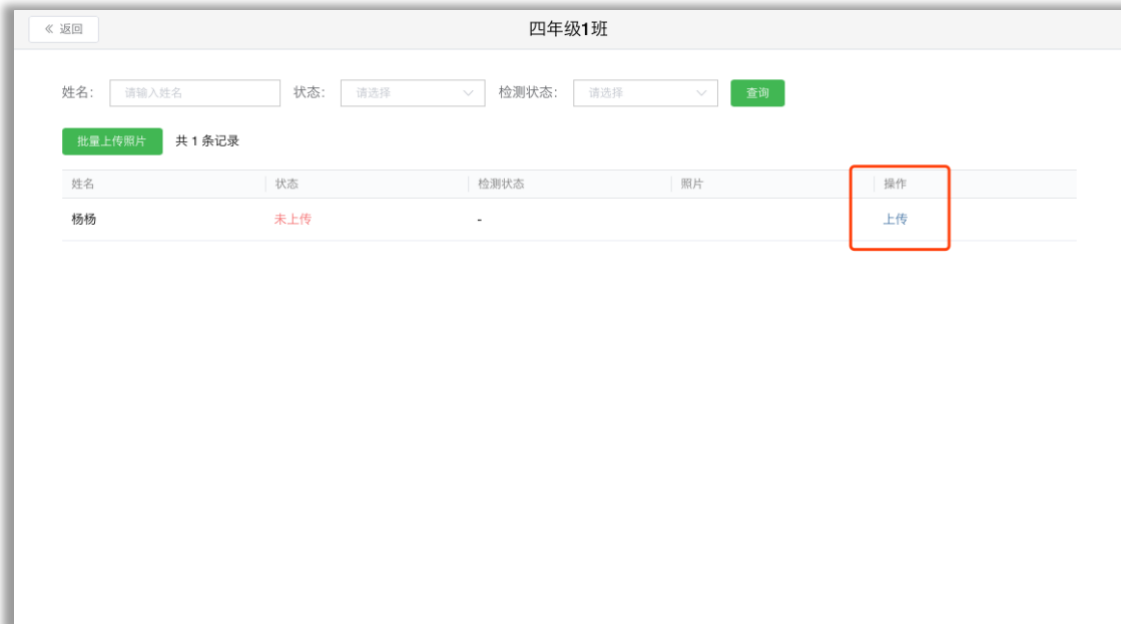 « 返回 四年级1班
姓名： 请输入姓名 状态： 请选择 检测状态： 请选择 查询
批量上传照片 共 1 条记录
姓名 状态 检测状态 照片 操作
杨杨 未上传 - 上传